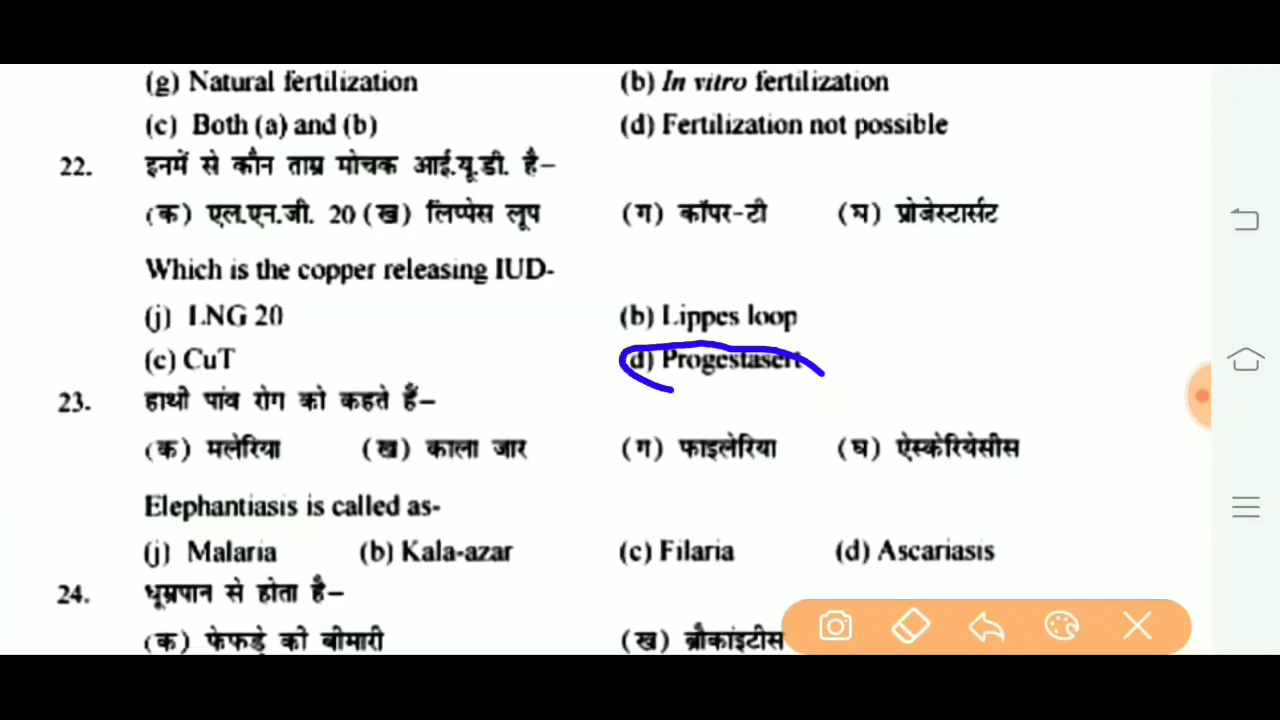 (g) Natural fertilization (b) In vitro fertilization
(c) Both (a) and (b) (d) Fertilization not possible
22. इनमें से कौन ताम्र मोचक आई.यू.डी. है–
(क) एल.एन.जी. 20 (ख) लिप्पेस लूप (ग) कॉपर-टी (घ) प्रोजेस्टार्सट
Which is the copper releasing IUD-
(j) LNG 20 (b) Lippes loop
(c) CuT (d) Progestasert
23. हाथी पांव रोग को कहते हैं–
(क) मलेरिया (ख) काला जार (ग) फाइलेरिया (घ) ऐस्केरियेसीस
Elephantiasis is called as-
(j) Malaria (b) Kala-azar (c) Filaria (d) Ascariasis
24. धूम्रपान से होता है–
(क) फेफड़े की बीमारी (ख) ब्रौकांइटीस